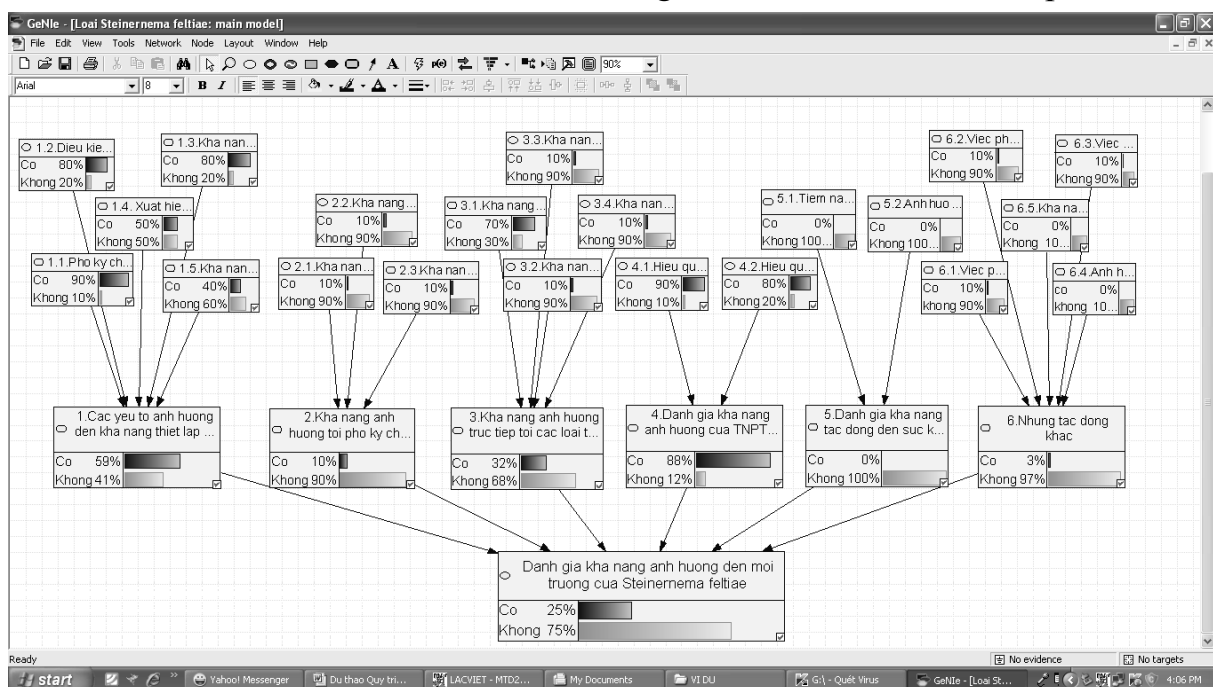 GeNIe - [Loai Steinernema feltiae: main model]
File Edit View Tools Network Node Layout Window Help
90%
Arial 8 B I
1.2.Dieu kie...
Co 80%
Khong 20%
1.3.Kha nan...
Co 80%
Khong 20%
3.3.Kha nan...
Co 10%
Khong 90%
6.2.Viec ph...
Co 10%
Khong 90%
6.3.Viec ...
Co 10%
Khong 90%
1.4. Xuat hie...
Co 50%
Khong 50%
2.2.Kha nang...
Co 10%
Khong 90%
3.1.Kha nang...
Co 70%
Khong 30%
3.4.Kha nan...
Co 10%
Khong 90%
5.1.Tiem na...
Co 0%
Khong 100...
5.2 Anh huo ...
Co 0%
Khong 100...
6.5.Kha na...
Co 0%
Khong 10...
1.1.Pho ky ch...
Co 90%
Khong 10%
1.5.Kha nan...
Co 40%
Khong 60%
2.1.Kha nan...
Co 10%
Khong 90%
2.3.Kha nan...
Co 10%
Khong 90%
3.2.Kha nan...
Co 10%
Khong 90%
4.1.Hieu qu...
Co 90%
Khong 10%
4.2.Hieu qu...
Co 80%
Khong 20%
6.1.Viec p...
Co 10%
khong 90%
6.4.Anh h...
co 0%
khong 10...
1.Cac yeu to anh huong
den kha nang thiet lap ...
Co 59%
Khong 41%
2.Kha nang anh
huong toi pho ky ch...
Co 10%
Khong 90%
3.Kha nang anh huong
truc tiep toi cac loai t...
Co 32%
Khong 68%
4.Danh gia kha nang
anh huong cua TNPT...
Co 88%
Khong 12%
5.Danh gia kha nang
tac dong den suc k...
Co 0%
Khong 100%
6.Nhung tac dong
khac
Co 3%
Khong 97%
Danh gia kha nang anh huong den moi
truong cua Steinernema feltiae
Co 25%
Khong 75%
Ready No evidence No targets
start Yahoo! Messenger Du thao Quy tri... LACVIET - MTD2... My Documents VI DU G:\ - Quét Virus GeNIe - [Loai St... 4:06 PM